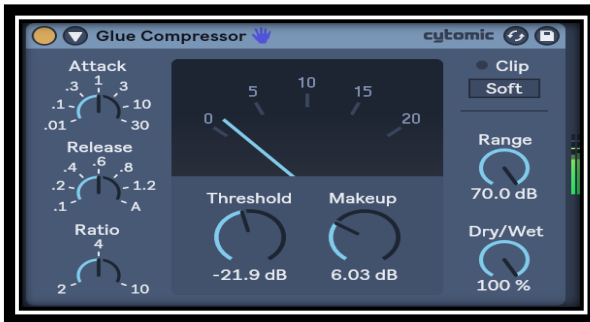 Glue Compressor
cytomic
Attack
.01 .1 .3 1 3 10 30
Release
.1 .2 .4 .6 .8 1.2 A
Ratio
2 4 10
0 5 10 15 20
Threshold
-21.9 dB
Makeup
6.03 dB
Clip
Soft
Range
70.0 dB
Dry/Wet
100 %